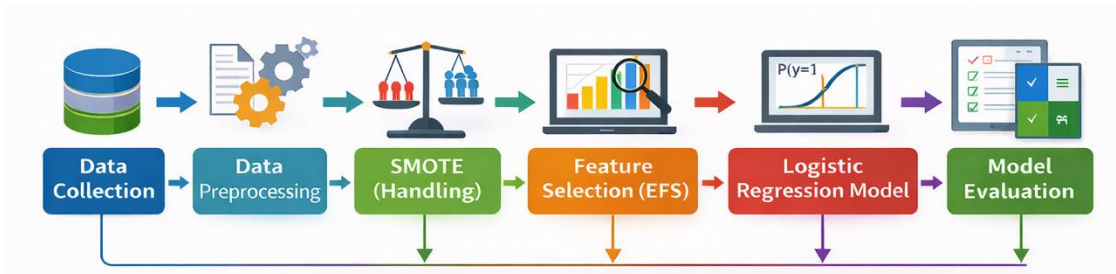 P(y=1
Data
Collection
Data
Preprocessing
SMOTE
(Handling)
Feature
Selection (EFS)
Logistic
Regression Model
Model
Evaluation